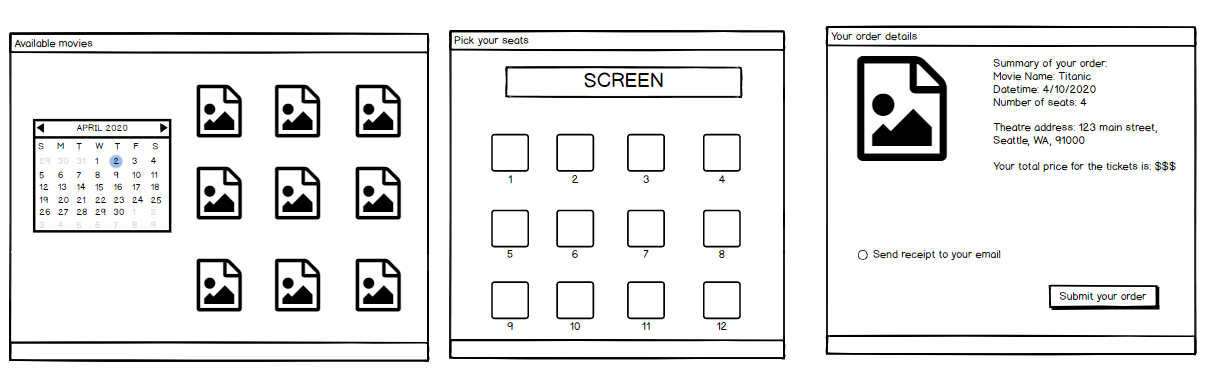 Available movies
APRIL 2020
S M T W T F S
29 30 31 1 2 3 4
5 6 7 8 9 10 11
12 13 14 15 16 17 18
19 20 21 22 23 24 25
26 27 28 29 30 1 2
3 4 5 6 7 8 9
Pick your seats
SCREEN
1 2 3 4
5 6 7 8
9 10 11 12
Your order details
Summary of your order:
Movie Name: Titanic
Datetime: 4/10/2020
Number of seats: 4
Theatre address: 123 main street,
Seattle, WA, 91000
Your total price for the tickets is: $$$
Send receipt to your email
Submit your order